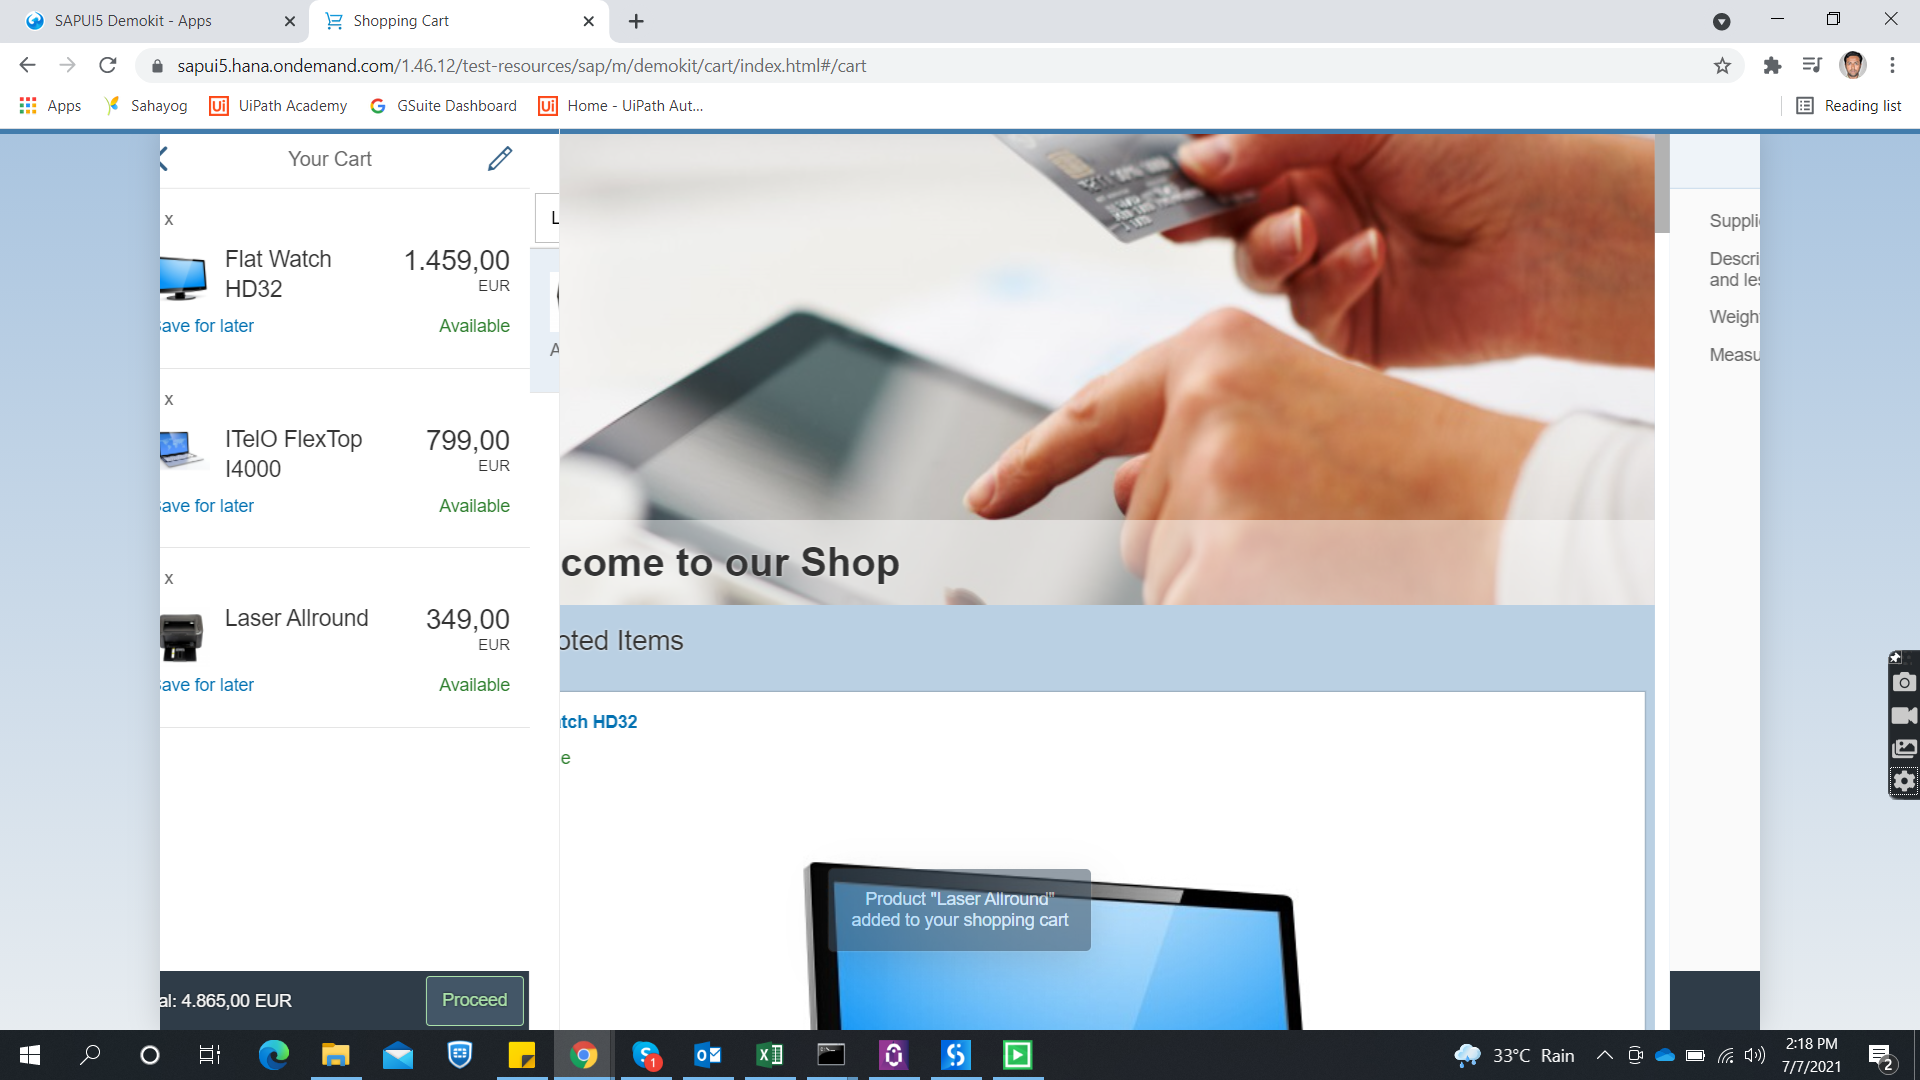 SAPUI5 Demokit - Apps
Shopping Cart
sapui5.hana.ondemand.com/1.46.12/test-resources/sap/m/demokit/cart/index.html#/cart
Apps
Sahayog
UiPath Academy
GSuite Dashboard
Home - UiPath Aut...
Reading list
Your Cart
x
Flat Watch
HD32
1.459,00
EUR
ave for later
Available
x
ITelO FlexTop
I4000
799,00
EUR
ave for later
Available
x
Laser Allround
349,00
EUR
ave for later
Available
al: 4.865,00 EUR
Proceed
L
A
come to our Shop
oted Items
tch HD32
e
Product "Laser Allround"
added to your shopping cart
Suppli
Descri
and les
Weigh
Measu
1
33°C Rain
2:18 PM
7/7/2021
2